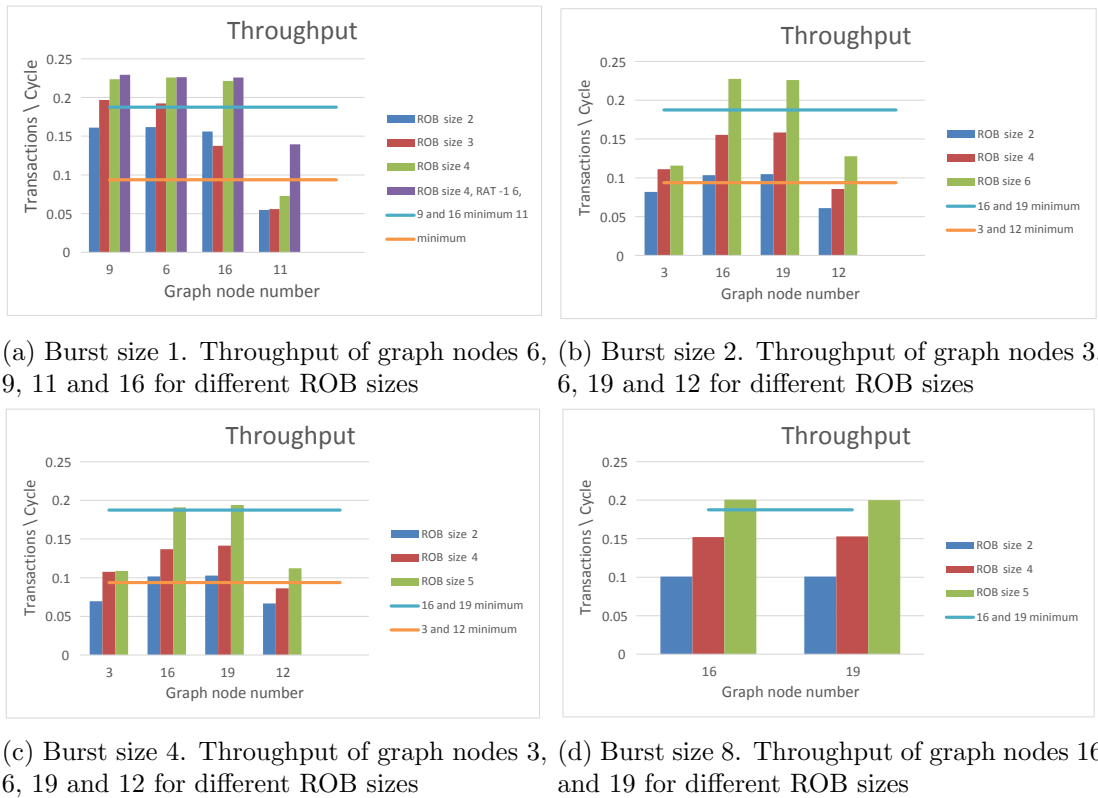 Throughput
Transactions \ Cycle
0.25
0.2
0.15
0.1
0.05
0
9 6 16 11
Graph node number
ROB size 2
ROB size 3
ROB size 4
ROB size 4, RAT -1 6,
9 and 16 minimum 11
minimum
(a) Burst size 1. Throughput of graph nodes 6,
9, 11 and 16 for different ROB sizes
Throughput
Transactions \ Cycle
0.25
0.2
0.15
0.1
0.05
0
3 16 19 12
Graph node number
ROB size 2
ROB size 4
ROB size 6
16 and 19 minimum
3 and 12 minimum
(b) Burst size 2. Throughput of graph nodes 3,
6, 19 and 12 for different ROB sizes
Throughput
Transactions \ Cycle
0.25
0.2
0.15
0.1
0.05
0
3 16 19 12
Graph node number
ROB size 2
ROB size 4
ROB size 5
16 and 19 minimum
3 and 12 minimum
(c) Burst size 4. Throughput of graph nodes 3,
6, 19 and 12 for different ROB sizes
Throughput
Transactions \ Cycle
0.25
0.2
0.15
0.1
0.05
0
16 19
Graph node number
ROB size 2
ROB size 4
ROB size 5
16 and 19 minimum
(d) Burst size 8. Throughput of graph nodes 16
and 19 for different ROB sizes